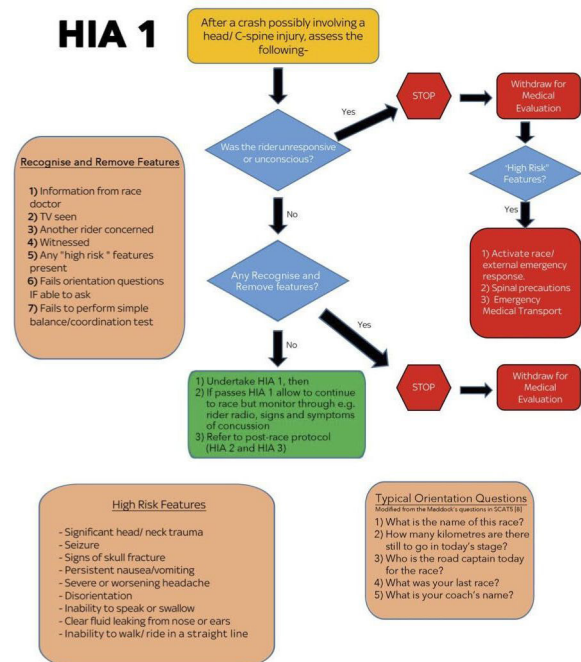 HIA 1
After a crash possibly involving a
head/ C-spine injury, assess the
following-
Yes
STOP
Withdraw for
Medical
Evaluation
Was the riderunresponsive
or unconscious?
'High Risk"
Features?
Recognise and Remove Features
1) Information from race
doctor
2) TV seen
3) Another rider concerned
4) Witnessed
5) Any "high risk " features
present
6) Fails orientation questions
IF able to ask
7) Fails to perform simple
balance/coordination test
No
Yes
1) Activate race/
external emergency
response.
2) Spinal precautions
3) Emergency
Medical Transport
Any Recognise and
Remove features?
No
Yes
1) Undertake HIA 1, then
2) If passes HIA 1 allow to continue
to race but monitor through e.g.
rider radio, signs and symptoms
of concussion
3) Refer to post-race protocol
(HIA 2 and HIA 3)
STOP
Withdraw for Medical
Evaluation
High Risk Features
- Significant head/ neck trauma
- Seizure
- Signs of skull fracture
- Persistent nausea/vomiting
- Severe or worsening headache
- Disorientation
- Inability to speak or swallow
- Clear fluid leaking from nose or ears
- Inability to walk/ ride in a straight line
Typical Orientation Questions
Modified from the Maddock's questions in SCAT5 [8]
1) What is the name of this race?
2) How many kilometres are there
still to go in today's stage?
3) Who is the road captain today
for the race?
4) What was your last race?
5) What is your coach's name?